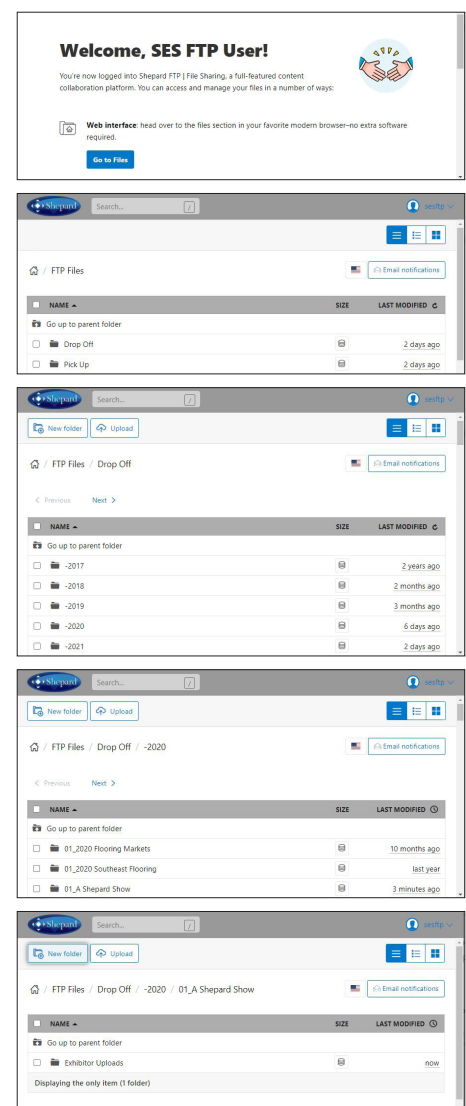 Welcome, SES FTP User!
You're now logged into Shepard FTP | File Sharing, a full-featured content
collaboration platform. You can access and manage your files in a number of ways:
Web interface: head over to the files section in your favorite modern browser–no extra software
required.
Go to Files
Shepard Search... / sesftp
/ FTP Files Email notifications
NAME SIZE LAST MODIFIED
Go up to parent folder
Drop Off 2 days ago
Pick Up 2 days ago
Shepard Search... / sesftp
New folder Upload
/ FTP Files / Drop Off Email notifications
< Previous Next >
NAME SIZE LAST MODIFIED
Go up to parent folder
-2017 2 years ago
-2018 2 months ago
-2019 3 months ago
-2020 6 days ago
-2021 2 days ago
Shepard Search... / sesftp
New folder Upload
/ FTP Files / Drop Off / -2020 Email notifications
< Previous Next >
NAME SIZE LAST MODIFIED
Go up to parent folder
01_2020 Flooring Markets 10 months ago
01_2020 Southeast Flooring last year
01_A Shepard Show 3 minutes ago
Shepard Search... / sesftp
New folder Upload
/ FTP Files / Drop Off / -2020 / 01_A Shepard Show Email notifications
NAME SIZE LAST MODIFIED
Go up to parent folder
Exhibitor Uploads now
Displaying the only item (1 folder)